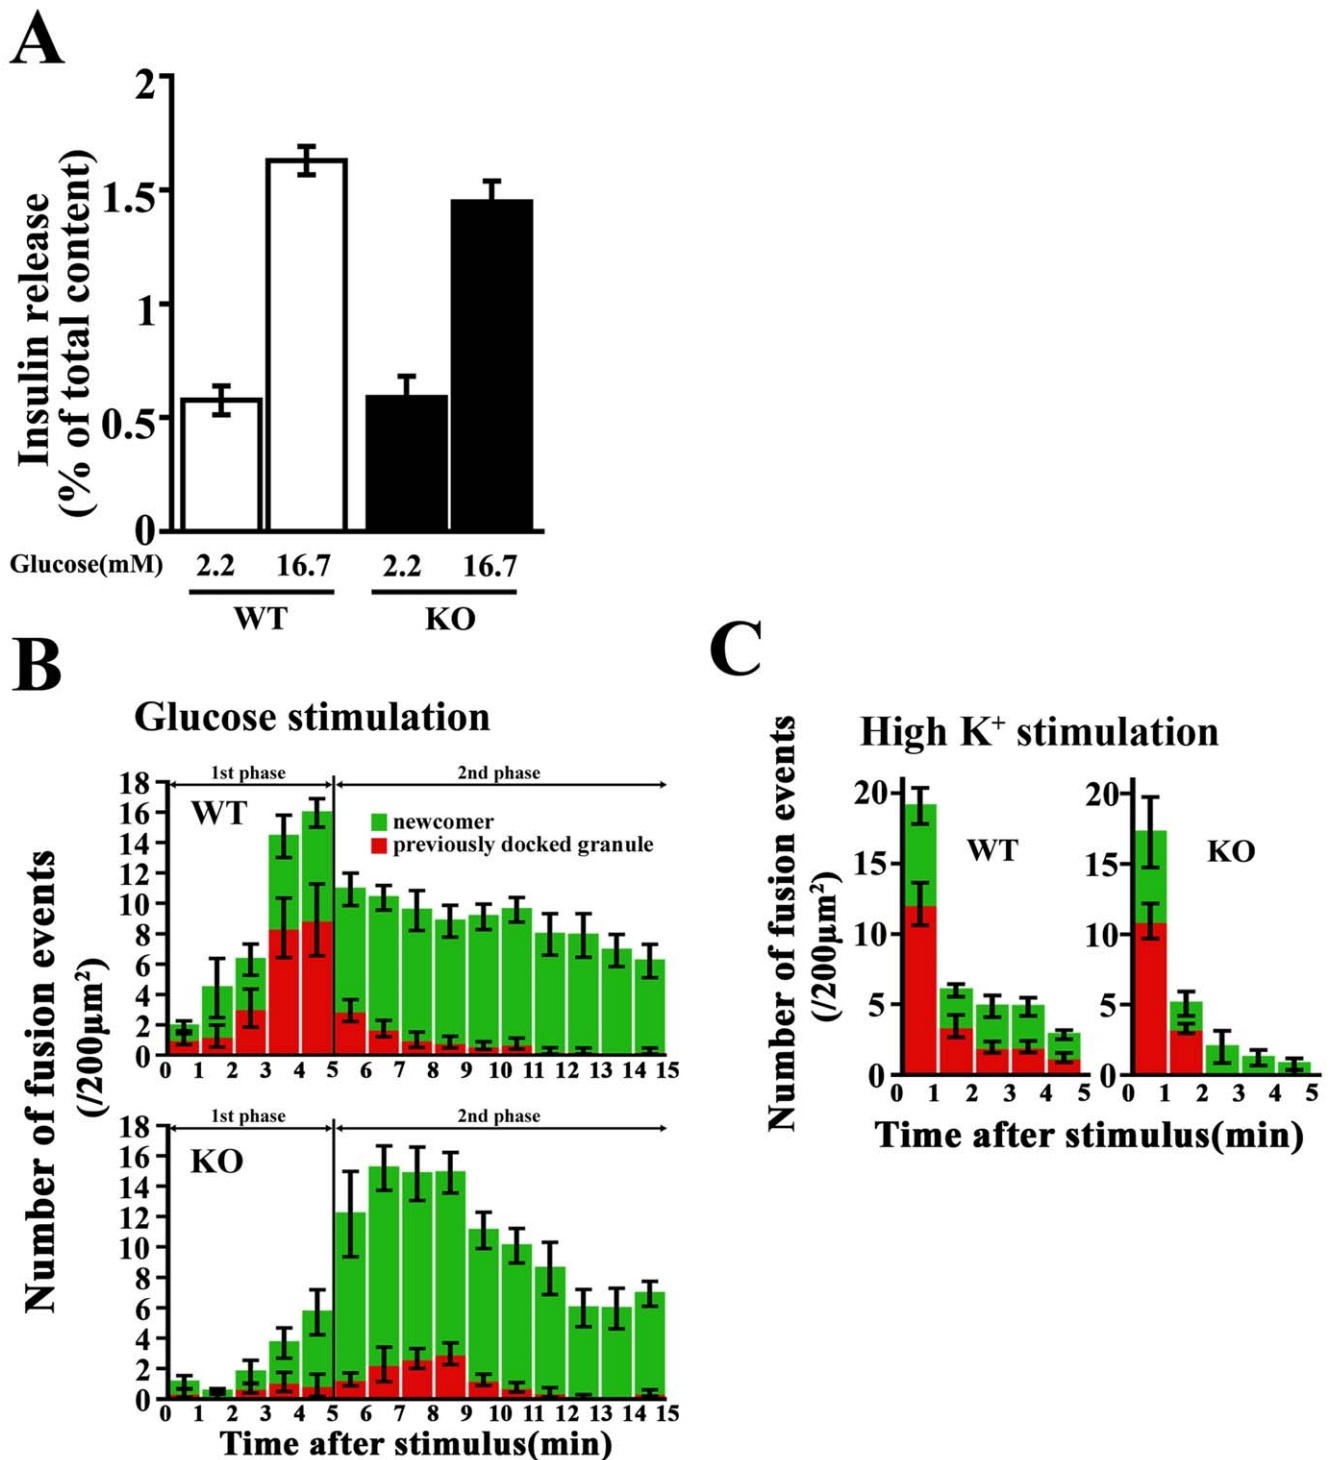 A
Insulin release
(% of total content)
2
1.5
1
0.5
0
Glucose(mM) 2.2 16.7 2.2 16.7
WT KO
B
Glucose stimulation
Number of fusion events
(/200μm²)
1st phase 2nd phase
WT
newcomer
previously docked granule
18
16
14
12
10
8
6
4
2
0
0 1 2 3 4 5 6 7 8 9 10 11 12 13 14 15
1st phase 2nd phase
KO
18
16
14
12
10
8
6
4
2
0
0 1 2 3 4 5 6 7 8 9 10 11 12 13 14 15
Time after stimulus(min)
C
High K⁺ stimulation
Number of fusion events
(/200μm²)
WT
20
15
10
5
0
0 1 2 3 4 5
KO
20
15
10
5
0
0 1 2 3 4 5
Time after stimulus(min)